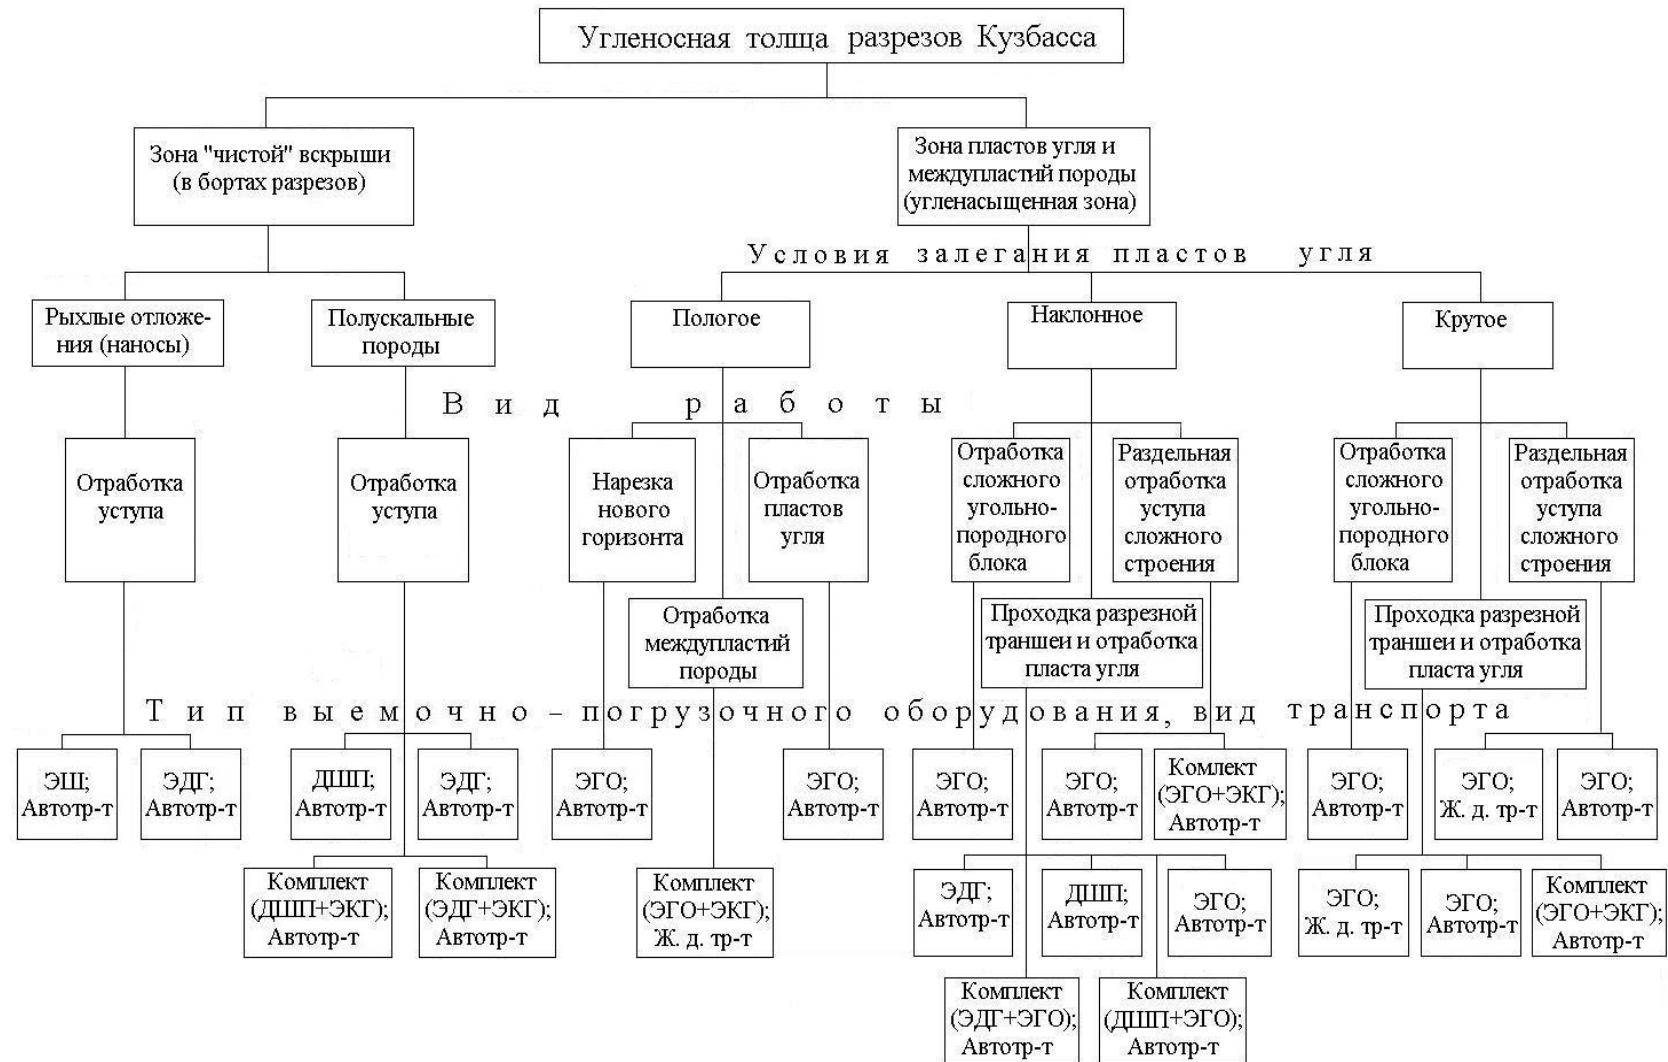 Угленосная толща разрезов Кузбасса
Зона "чистой" вскрыши
(в бортах разрезов)
Зона пластов угля и
междупластий породы
(угленасыщенная зона)
Условия залегания пластов угля
Рыхлые отложе-
ния (наносы)
Полускальные
породы
Пологое
Наклонное
Крутое
Вид работы
Отработка
уступа
Отработка
уступа
Нарезка
нового
горизонта
Отработка
пластов
угля
Отработка
сложного
угольно-
породного
блока
Раздельная
отработка
уступа
сложного
строения
Отработка
сложного
угольно-
породного
блока
Раздельная
отработка
уступа
сложного
строения
Отработка
междупластий
породы
Проходка разрезной
траншеи и отработка
пласта угля
Проходка разрезной
траншеи и отработка
пласта угля
Тип выемочно – погрузочного оборудования, вид транспорта
ЭШ;
Автотр-т
ЭДГ;
Автотр-т
ДШП;
Автотр-т
ЭДГ;
Автотр-т
ЭГО;
Автотр-т
ЭГО;
Автотр-т
ЭГО;
Автотр-т
ЭГО;
Автотр-т
Комлект
(ЭГО+ЭКГ);
Автотр-т
ЭГО;
Автотр-т
ЭГО;
Ж. д. тр-т
ЭГО;
Автотр-т
Комплект
(ДШП+ЭКГ);
Автотр-т
Комплект
(ЭДГ+ЭКГ);
Автотр-т
Комплект
(ЭГО+ЭКГ);
Ж. д. тр-т
ЭДГ;
Автотр-т
ДШП;
Автотр-т
ЭГО;
Автотр-т
ЭГО;
Ж. д. тр-т
ЭГО;
Автотр-т
Комплект
(ЭГО+ЭКГ);
Автотр-т
Комплект
(ЭДГ+ЭГО);
Автотр-т
Комплект
(ДШП+ЭГО);
Автотр-т